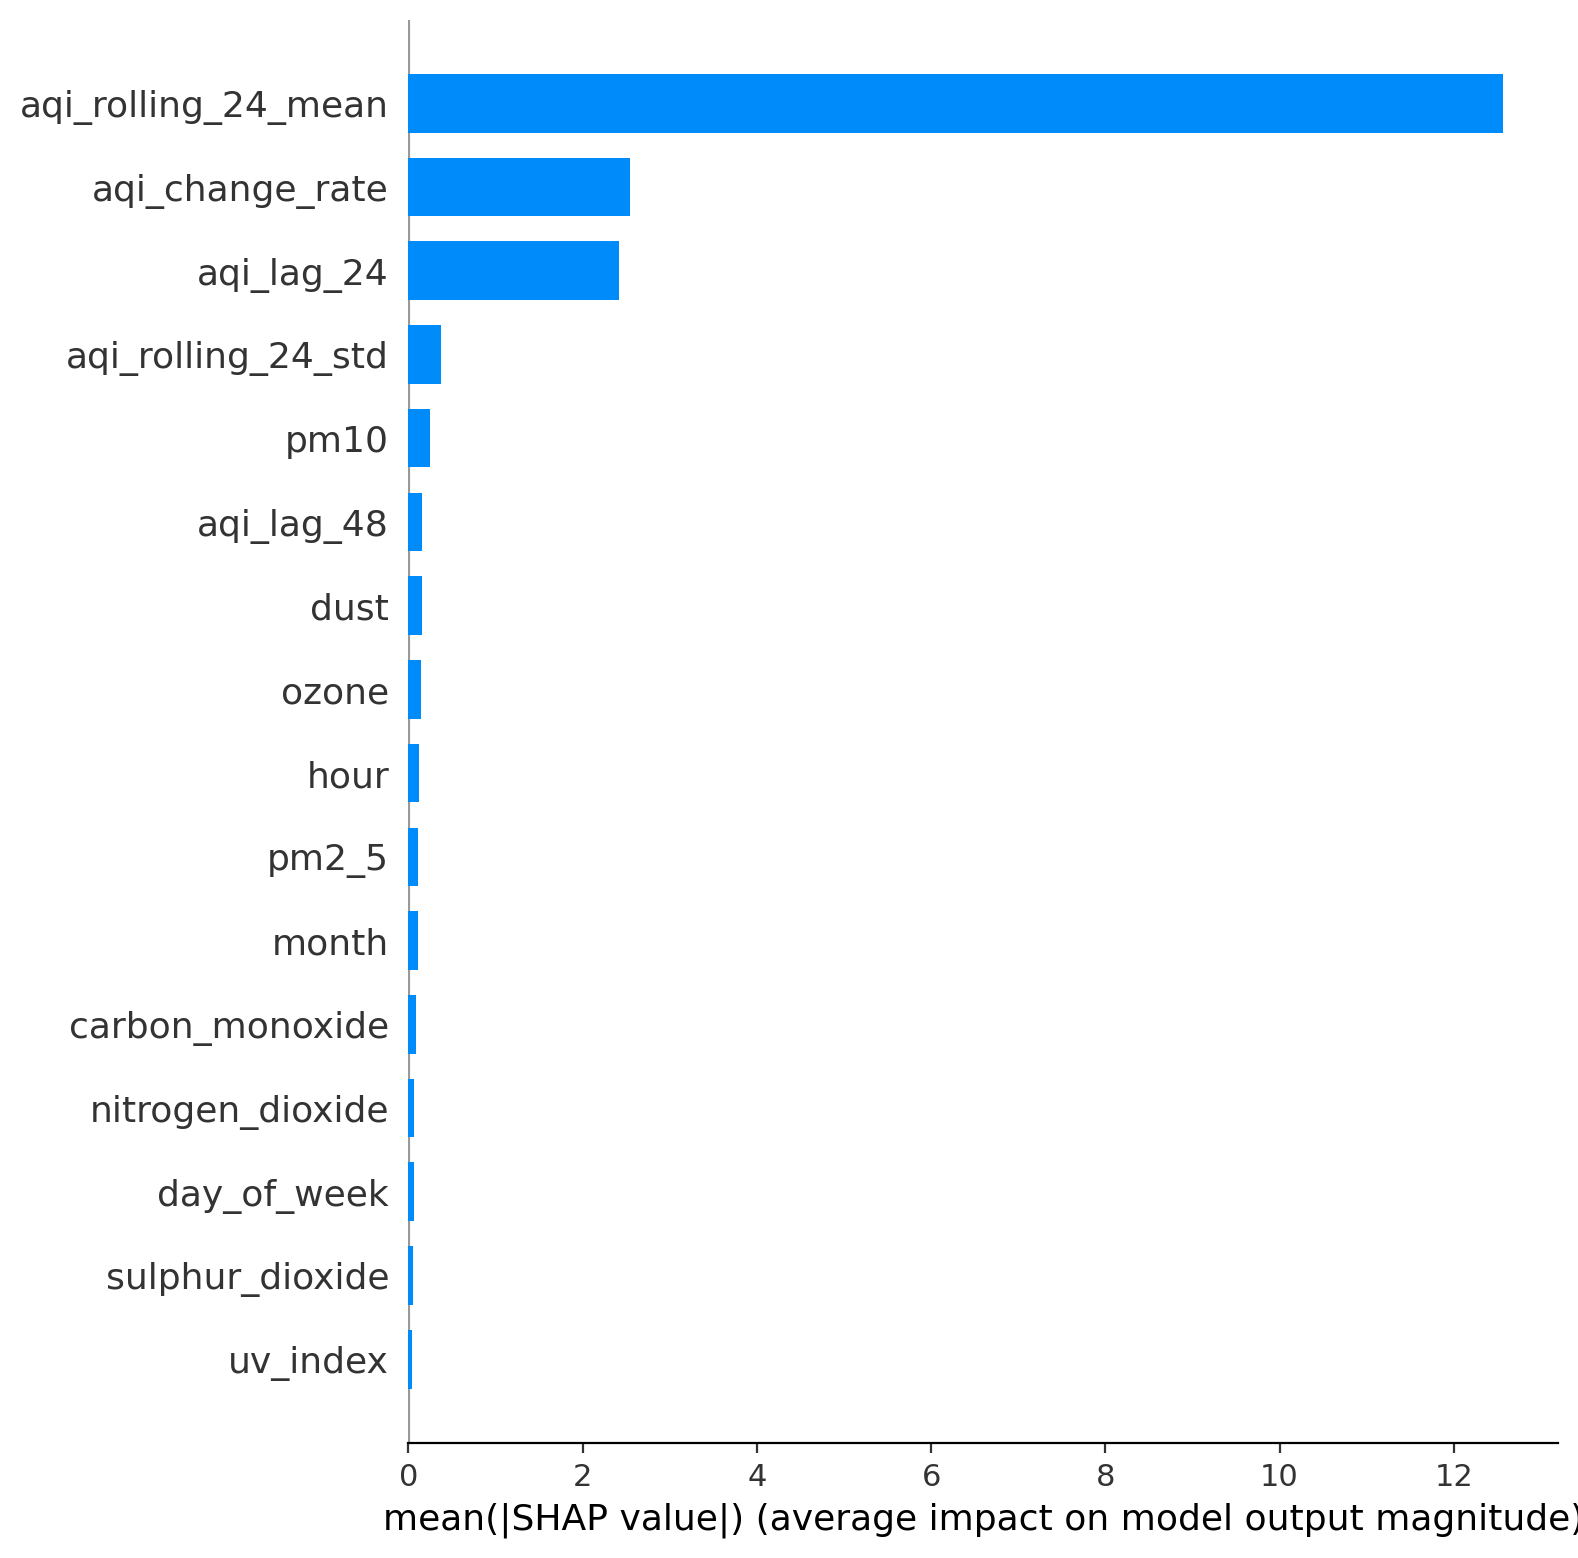 aqi_rolling_24_mean
aqi_change_rate
aqi_lag_24
aqi_rolling_24_std
pm10
aqi_lag_48
dust
ozone
hour
pm2_5
month
carbon_monoxide
nitrogen_dioxide
day_of_week
sulphur_dioxide
uv_index
0 2 4 6 8 10 12
mean(|SHAP value|) (average impact on model output magnitude)